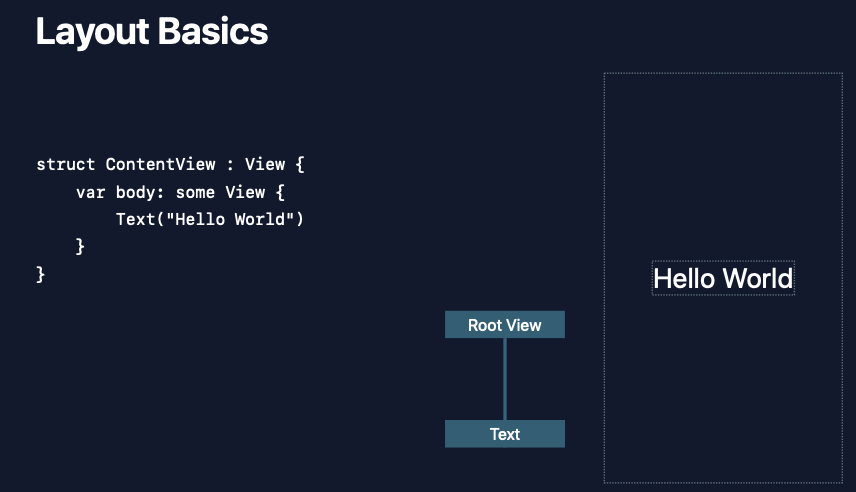 Layout Basics
struct ContentView : View {
    var body: some View {
        Text("Hello World")
    }
}
Hello World
Root View
Text